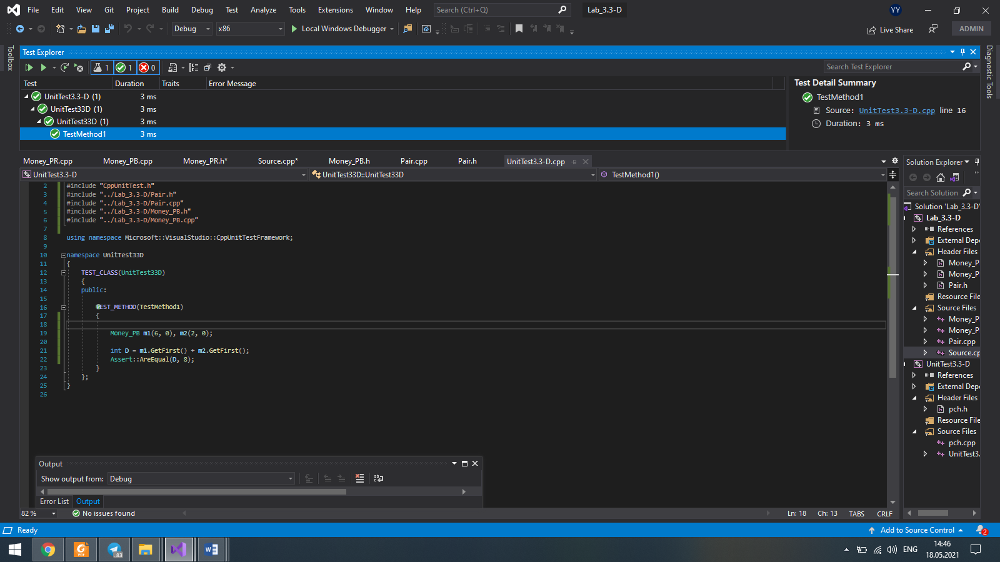 File Edit View Git Project Build Debug Test Analyze Tools Extensions Window Help Search (Ctrl+Q) Lab_3.3-D YY
Debug x86 Local Windows Debugger Live Share ADMIN
Toolbox
Test Explorer
1 1 0 Search Test Explorer
Test Duration Traits Error Message
UnitTest3.3-D (1) 3 ms
UnitTest33D (1) 3 ms
UnitTest33D (1) 3 ms
TestMethod1 3 ms
Test Detail Summary
TestMethod1
Source: UnitTest3.3-D.cpp line 16
Duration: 3 ms
Diagnostic Tools
Money_PR.cpp Money_PB.cpp Money_PR.h* Source.cpp* Money_PB.h Pair.cpp Pair.h UnitTest3.3-D.cpp
UnitTest3.3-D UnitTest33D::UnitTest33D TestMethod1()
2 #include "CppUnitTest.h"
3 #include "../Lab_3.3-D/Pair.h"
4 #include "../Lab_3.3-D/Pair.cpp"
5 #include "../Lab_3.3-D/Money_PB.h"
6 #include "../Lab_3.3-D/Money_PB.cpp"
7
8 using namespace Microsoft::VisualStudio::CppUnitTestFramework;
9
10 namespace UnitTest33D
11 {
12 TEST_CLASS(UnitTest33D)
13 {
14 public:
15
16 TEST_METHOD(TestMethod1)
17 {
18
19 Money_PB m1(6, 0), m2(2, 0);
20
21 int D = m1.GetFirst() + m2.GetFirst();
22 Assert::AreEqual(D, 8);
23 }
24 };
25 }
26
Solution Explorer
Search Solution
Solution 'Lab_3.3-D'
Lab_3.3-D
References
External Depe
Header Files
Money_P
Money_P
Pair.h
Resource File
Source Files
Money_P
Money_P
Pair.cpp
Source.cp
UnitTest3.3-D
References
External Depe
Header Files
pch.h
Resource File
Source Files
pch.cpp
UnitTest3.
Output
Show output from: Debug
Error List Output
82 % No issues found Ln: 18 Ch: 13 TABS CRLF
Ready Add to Source Control 2
PDF 83 ENG 14:46
18.05.2021